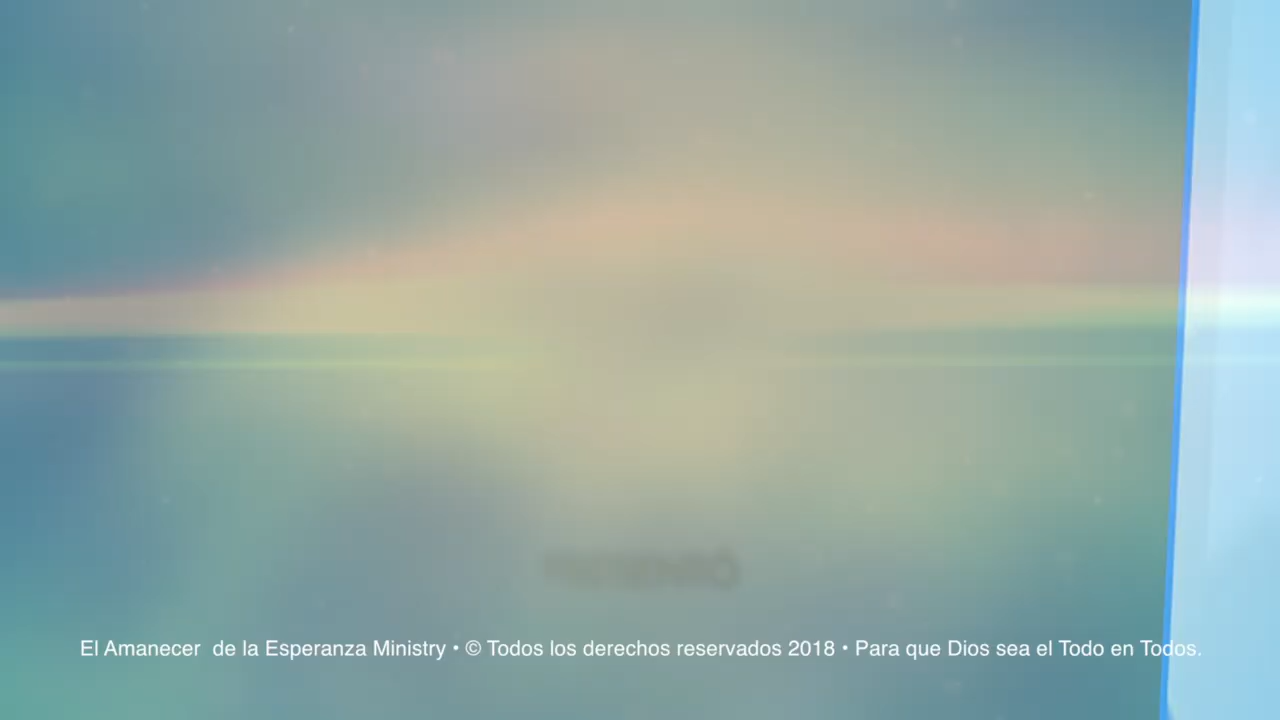 El Amanecer  de la Esperanza Ministry • © Todos los derechos reservados 2018 • Para que Dios sea el Todo en Todos.